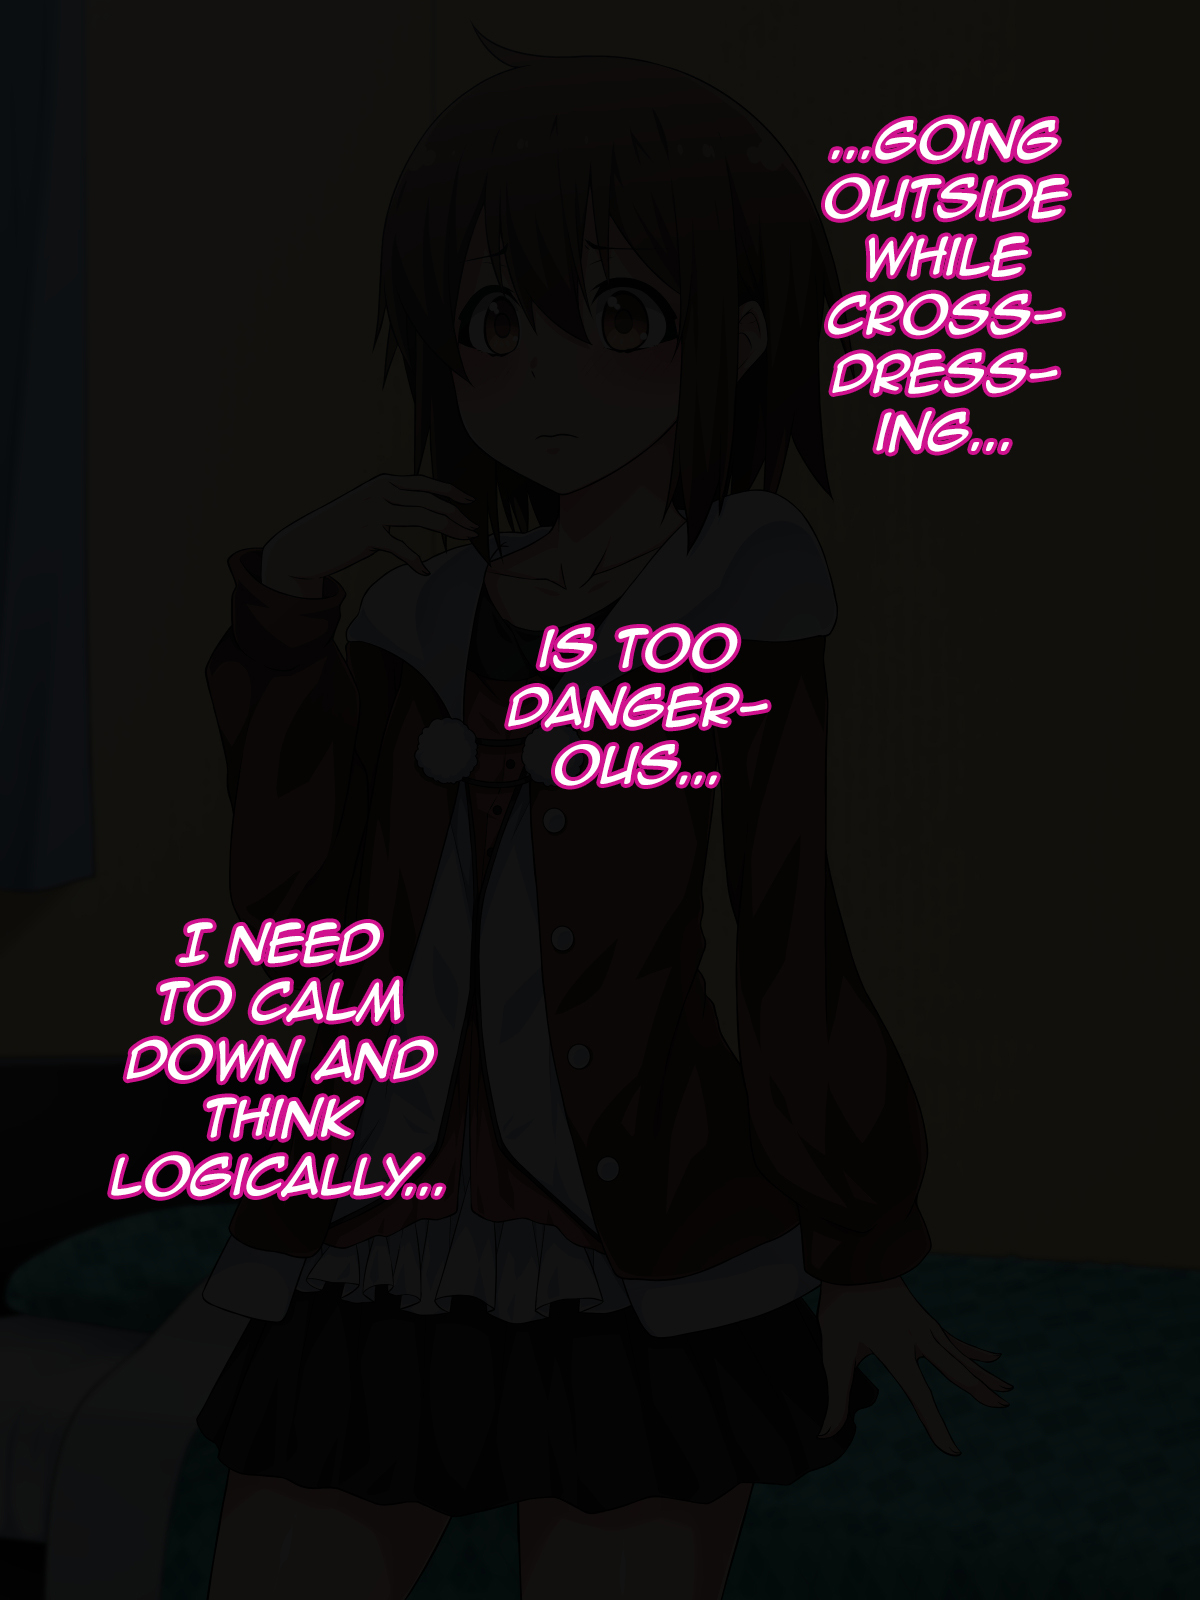 ...GOING
OUTSIDE
WHILE
CROSS-
DRESS-
ING...
IS TOO
DANGER-
OUS...
I NEED
TO CALM
DOWN AND
THINK
LOGICALLY...